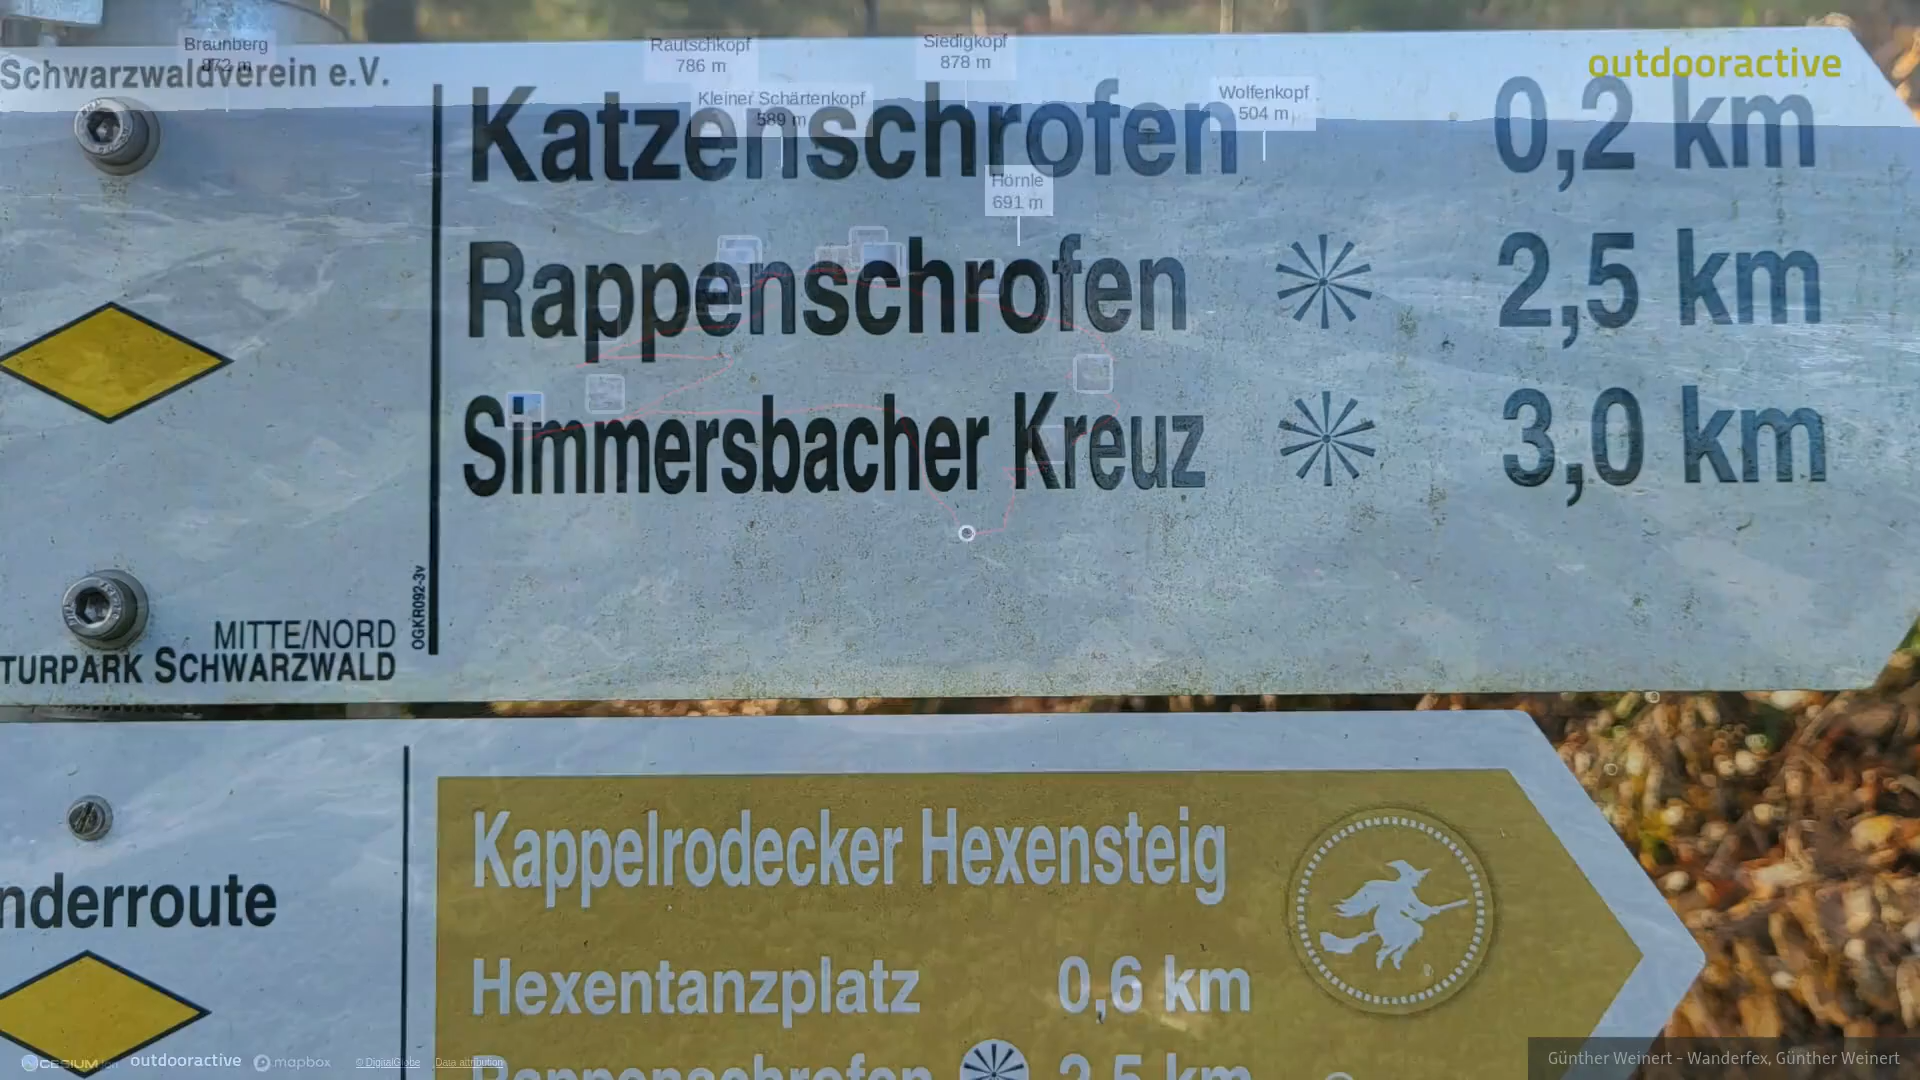 Braunberg
872 m
Rautschkopf
786 m
Siedigkopf
878 m
outdooractive
Schwarzwaldverein e.V.
Kleiner Schärtenkopf
589 m
Wolfenkopf
504 m
Katzenschrofen 0,2 km
Hörnle
691 m
Rappenschrofen 2,5 km
Simmersbacher Kreuz 3,0 km
OGKR092-3v
MITTE/NORD
TURPARK SCHWARZWALD
Kappelrodecker Hexensteig
nderroute
Hexentanzplatz 0,6 km
Rappenschrofen 2,5 km
CESIUM ion outdooractive mapbox © DigitalGlobe Data attribution
Günther Weinert - Wanderfex, Günther Weinert